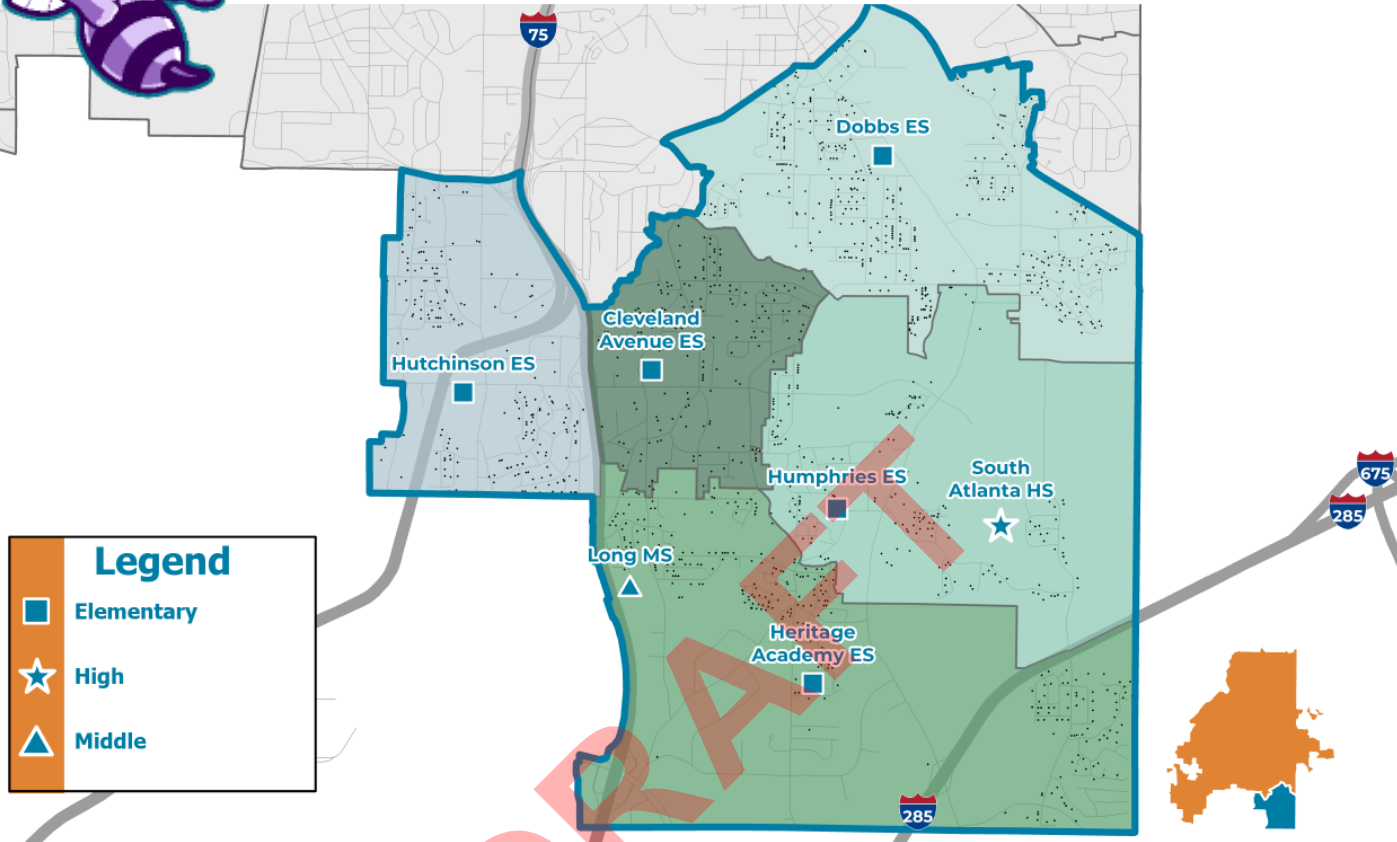 75
Dobbs ES
Cleveland
Avenue ES
Hutchinson ES
Humphries ES
South
Atlanta HS
675
285
Long MS
Heritage
Academy ES
285
DRAFT
Legend
Elementary
High
Middle